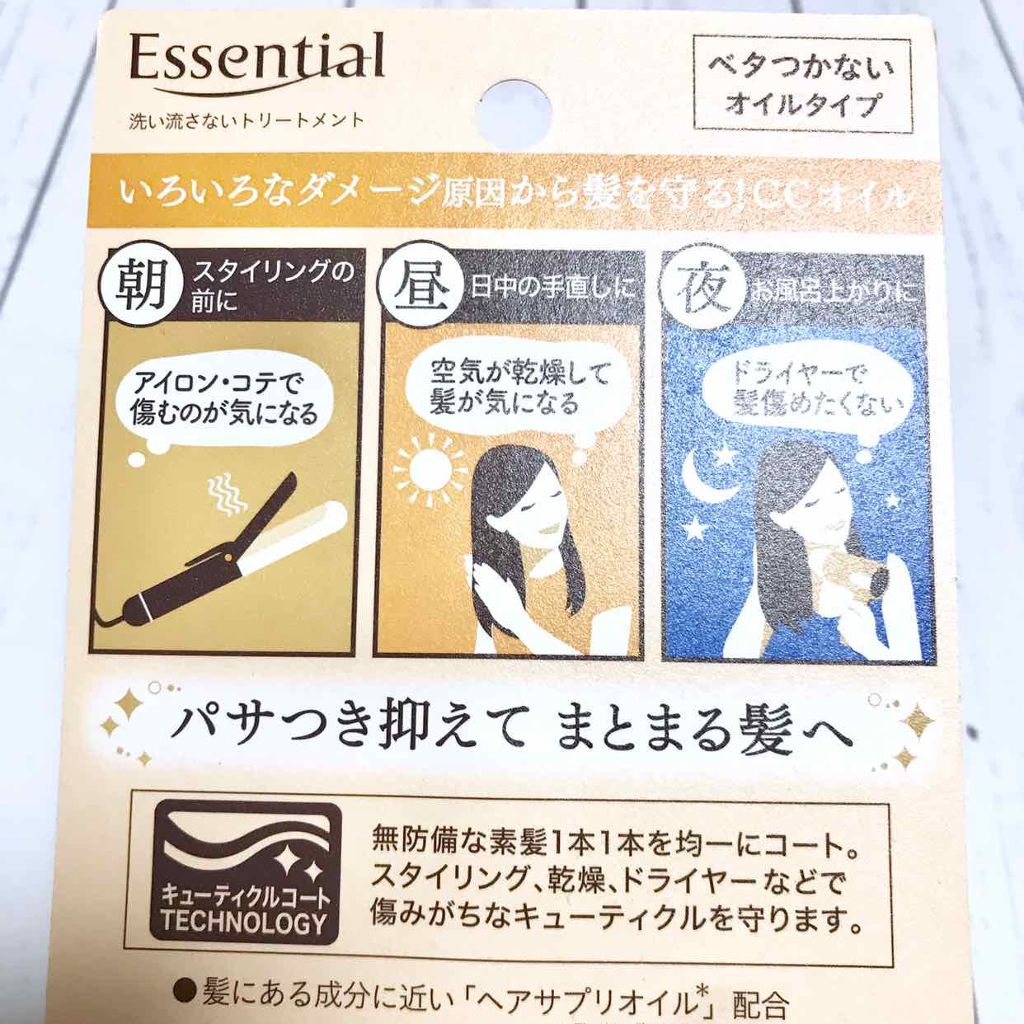 Essential
洗い流さないトリートメント
ベタつかない
オイルタイプ
いろいろなダメージ原因から髪を守る!CCオイル
朝
スタイリングの
前に
アイロン・コテで
傷むのが気になる
昼
日中の手直しに
空気が乾燥して
髪が気になる
夜
お風呂上がりに
ドライヤーで
髪傷めたくない
パサつき抑えて まとまる髪へ
キューティクルコート
TECHNOLOGY
無防備な素髪1本1本を均一にコート。
スタイリング、乾燥、ドライヤーなどで
傷みがちなキューティクルを守ります。
●髪にある成分に近い「ヘアサプリオイル*」配合